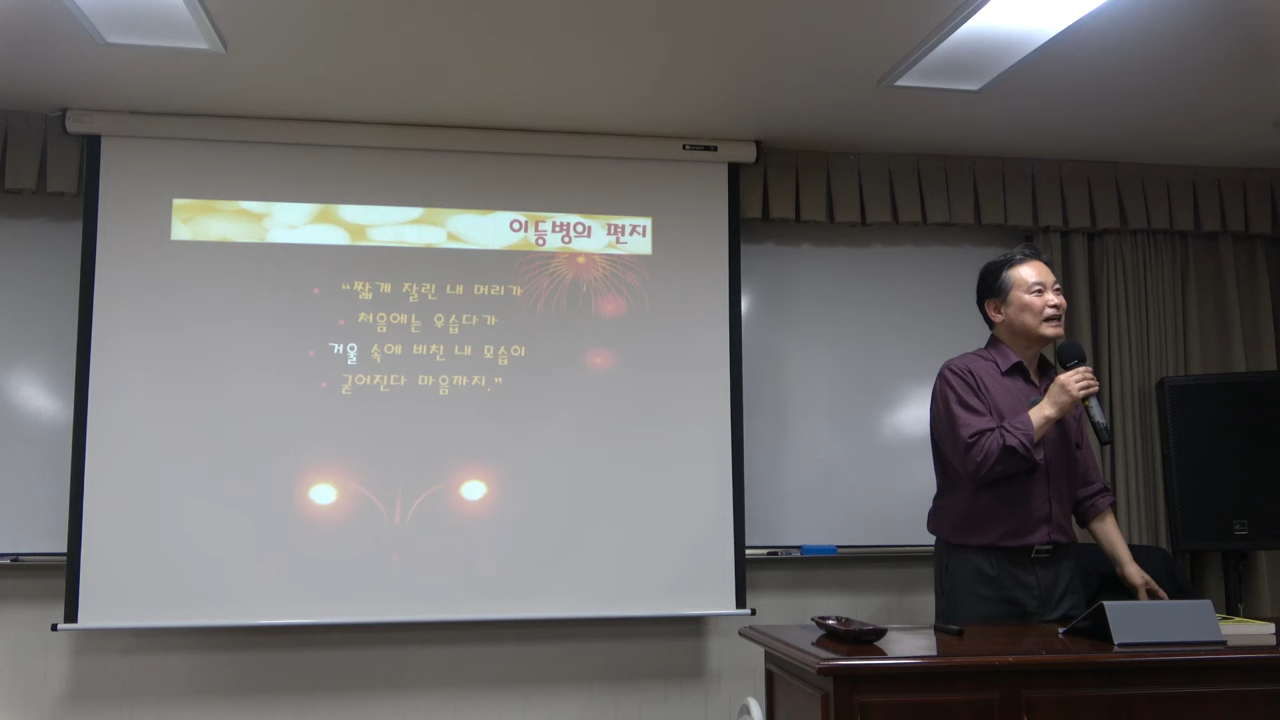 이등병의 편지
“짧게 잘린 내 머리가
처음에는 우습다가
거울 속에 비친 내 모습이
굳어진다 마음까지.”